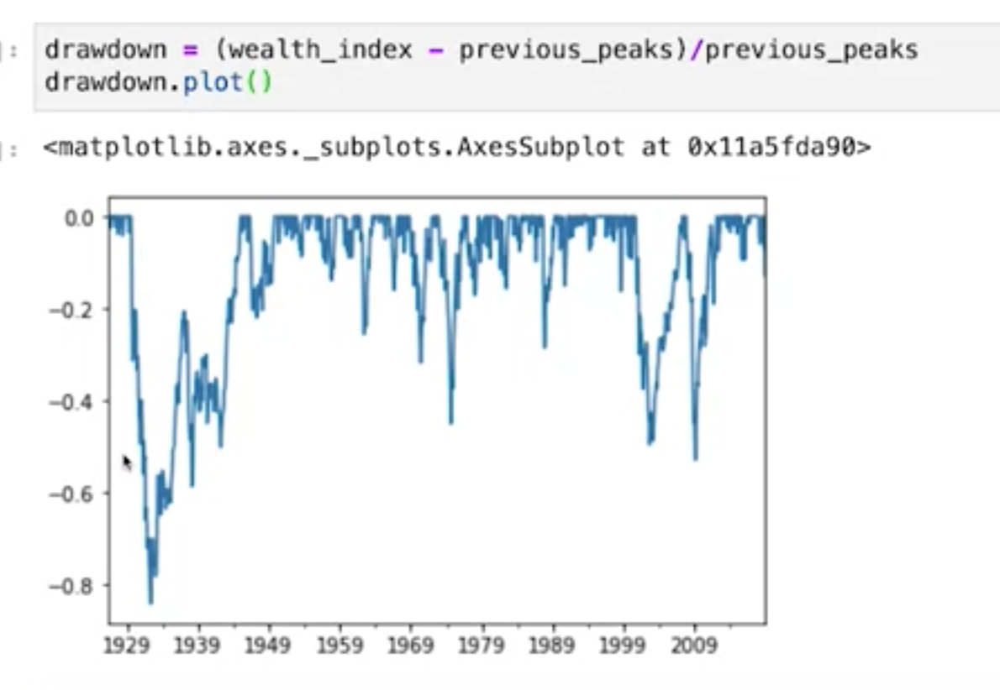 ]: drawdown = (wealth_index - previous_peaks)/previous_peaks
drawdown.plot()
]: <matplotlib.axes._subplots.AxesSubplot at 0x11a5fda90>
0.0
−0.2
−0.4
−0.6
−0.8
1929 1939 1949 1959 1969 1979 1989 1999 2009